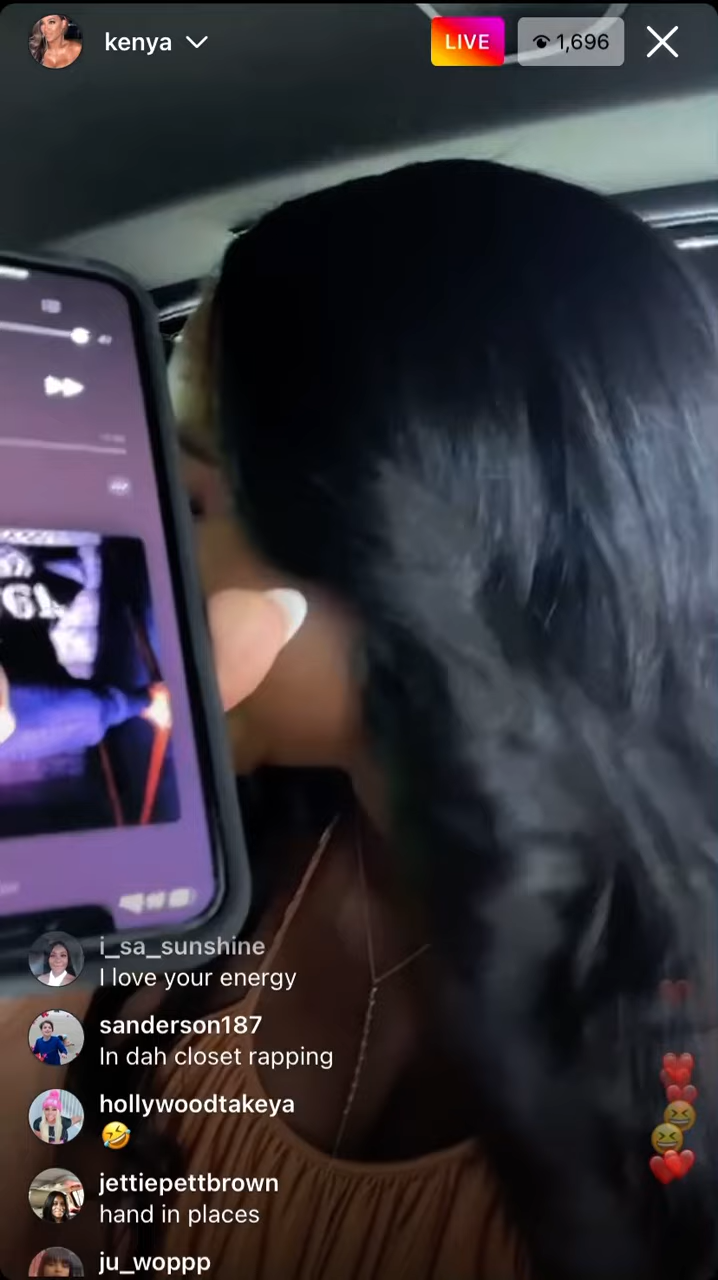 kenya
LIVE
1,696
i_sa_sunshine
I love your energy
sanderson187
In dah closet rapping
hollywoodtakeya
🤣
jettiepettbrown
hand in places
ju_woppp